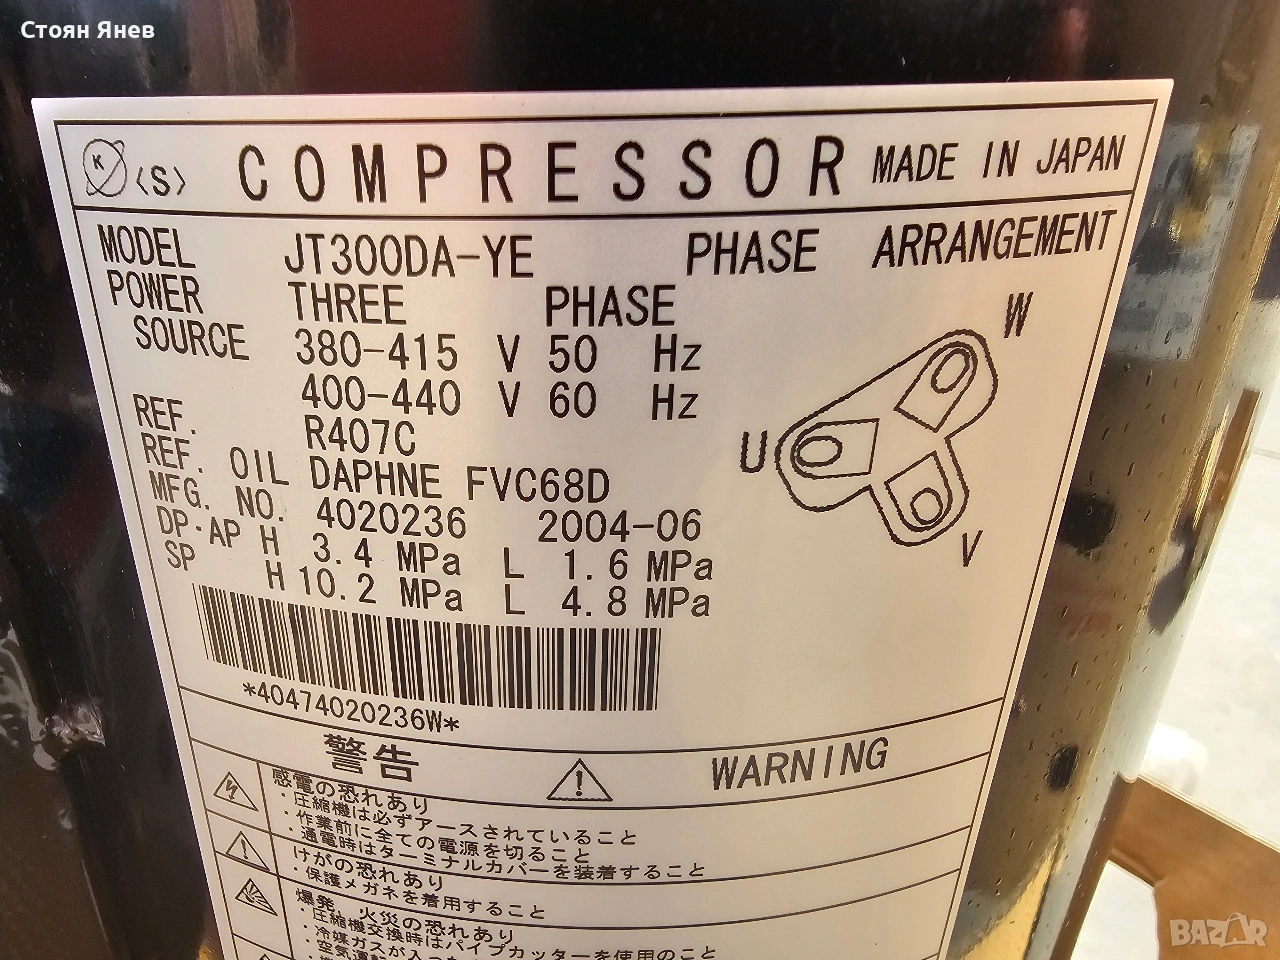 Стоян Янев
K <S> COMPRESSOR MADE IN JAPAN
MODEL JT300DA-YE PHASE ARRANGEMENT
POWER THREE PHASE
SOURCE 380-415 V 50 Hz
400-440 V 60 Hz
REF. R407C
REF. OIL DAPHNE FVC68D
MFG. NO. 4020236 2004-06
DP·AP H 3.4 MPa L 1.6 MPa
SP H 10.2 MPa L 4.8 MPa
W
U
V
*40474020236W*
警告 WARNING
感電の恐れあり
・圧縮機は必ずアースされていること
・作業前に全ての電源を切ること
・通電時はターミナルカバーを装着すること
けがの恐れあり
・保護メガネを着用すること
爆発、火災の恐れあり
・圧縮機交換時はパイプカッターを使用のこと
・冷媒ガスが入った
BAZAR